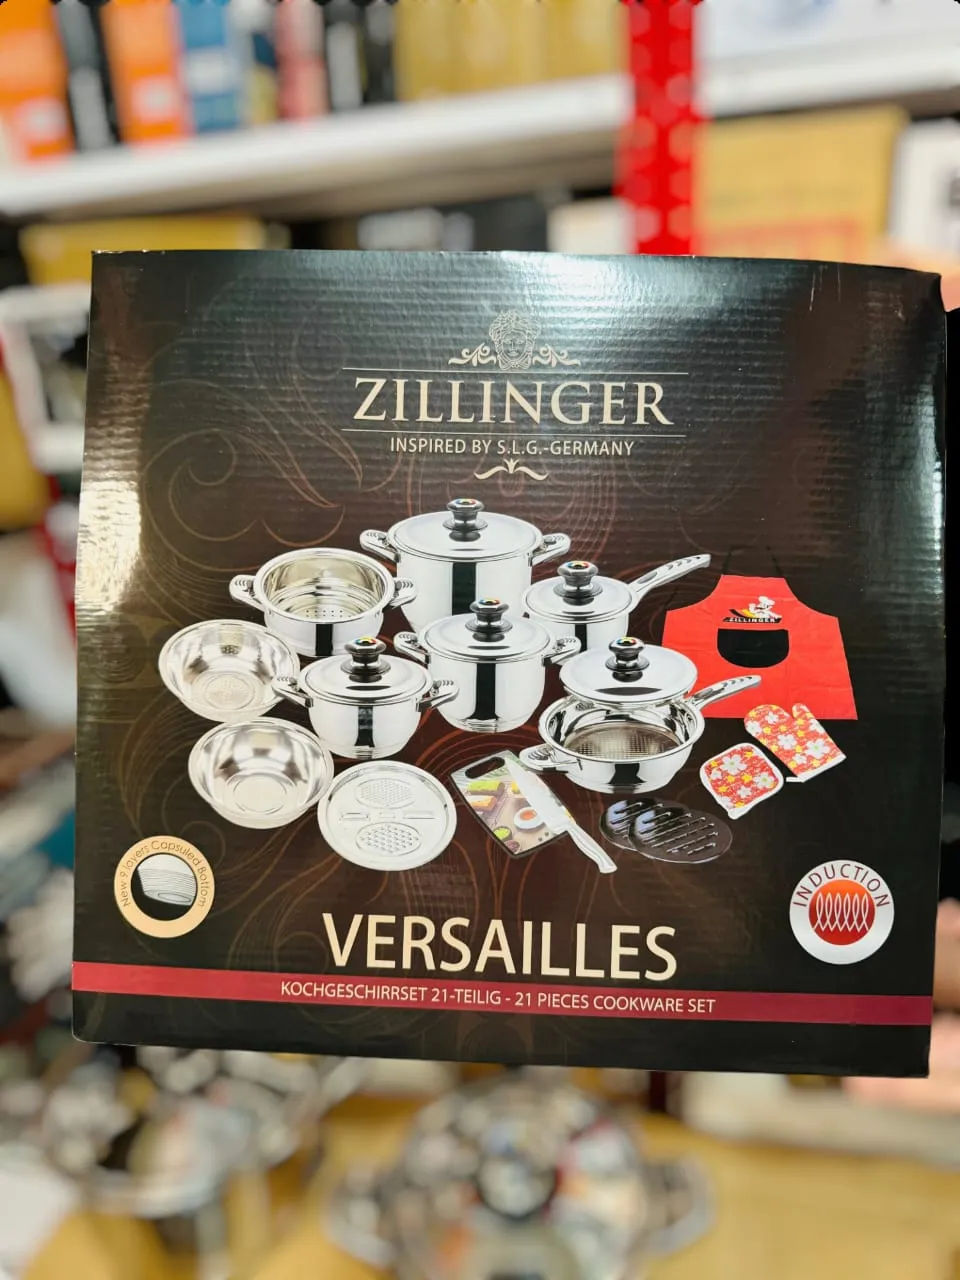 ZILLINGER
INSPIRED BY S.L.G.-GERMANY
ZILLINGER
New 9 layers Capsuled Bottom
INDUCTION
VERSAILLES
KOCHGESCHIRRSET 21-TEILIG - 21 PIECES COOKWARE SET